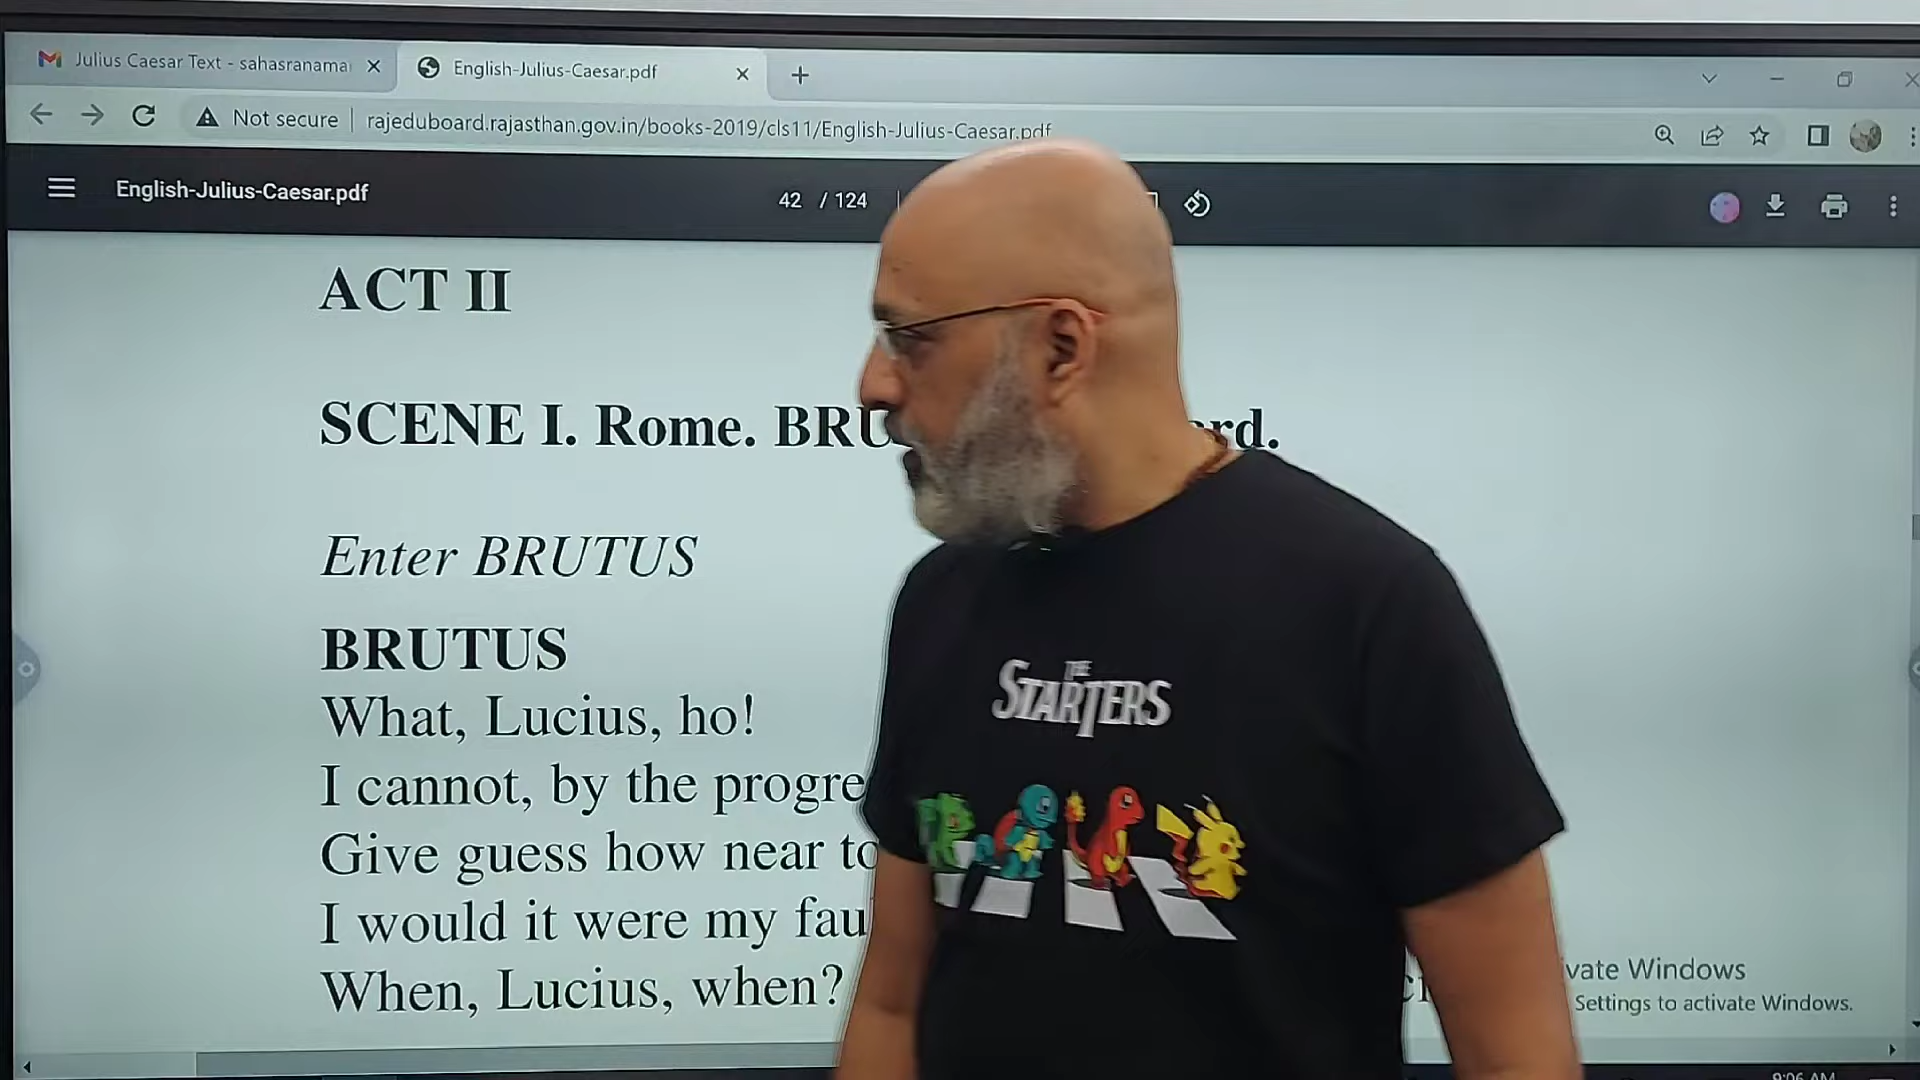 Julius Caesar Text - sahasranama
English-Julius-Caesar.pdf
Not secure
rajeduboard.rajasthan.gov.in/books-2019/cls11/English-Julius-Caesar.pdf
English-Julius-Caesar.pdf
42 / 124
ACT II
SCENE I. Rome. BRU rd.
Enter BRUTUS
BRUTUS
What, Lucius, ho!
I cannot, by the progre
Give guess how near to
I would it were my fau
When, Lucius, when?
THE
STARTERS
vate Windows
Settings to activate Windows.
9:06 AM